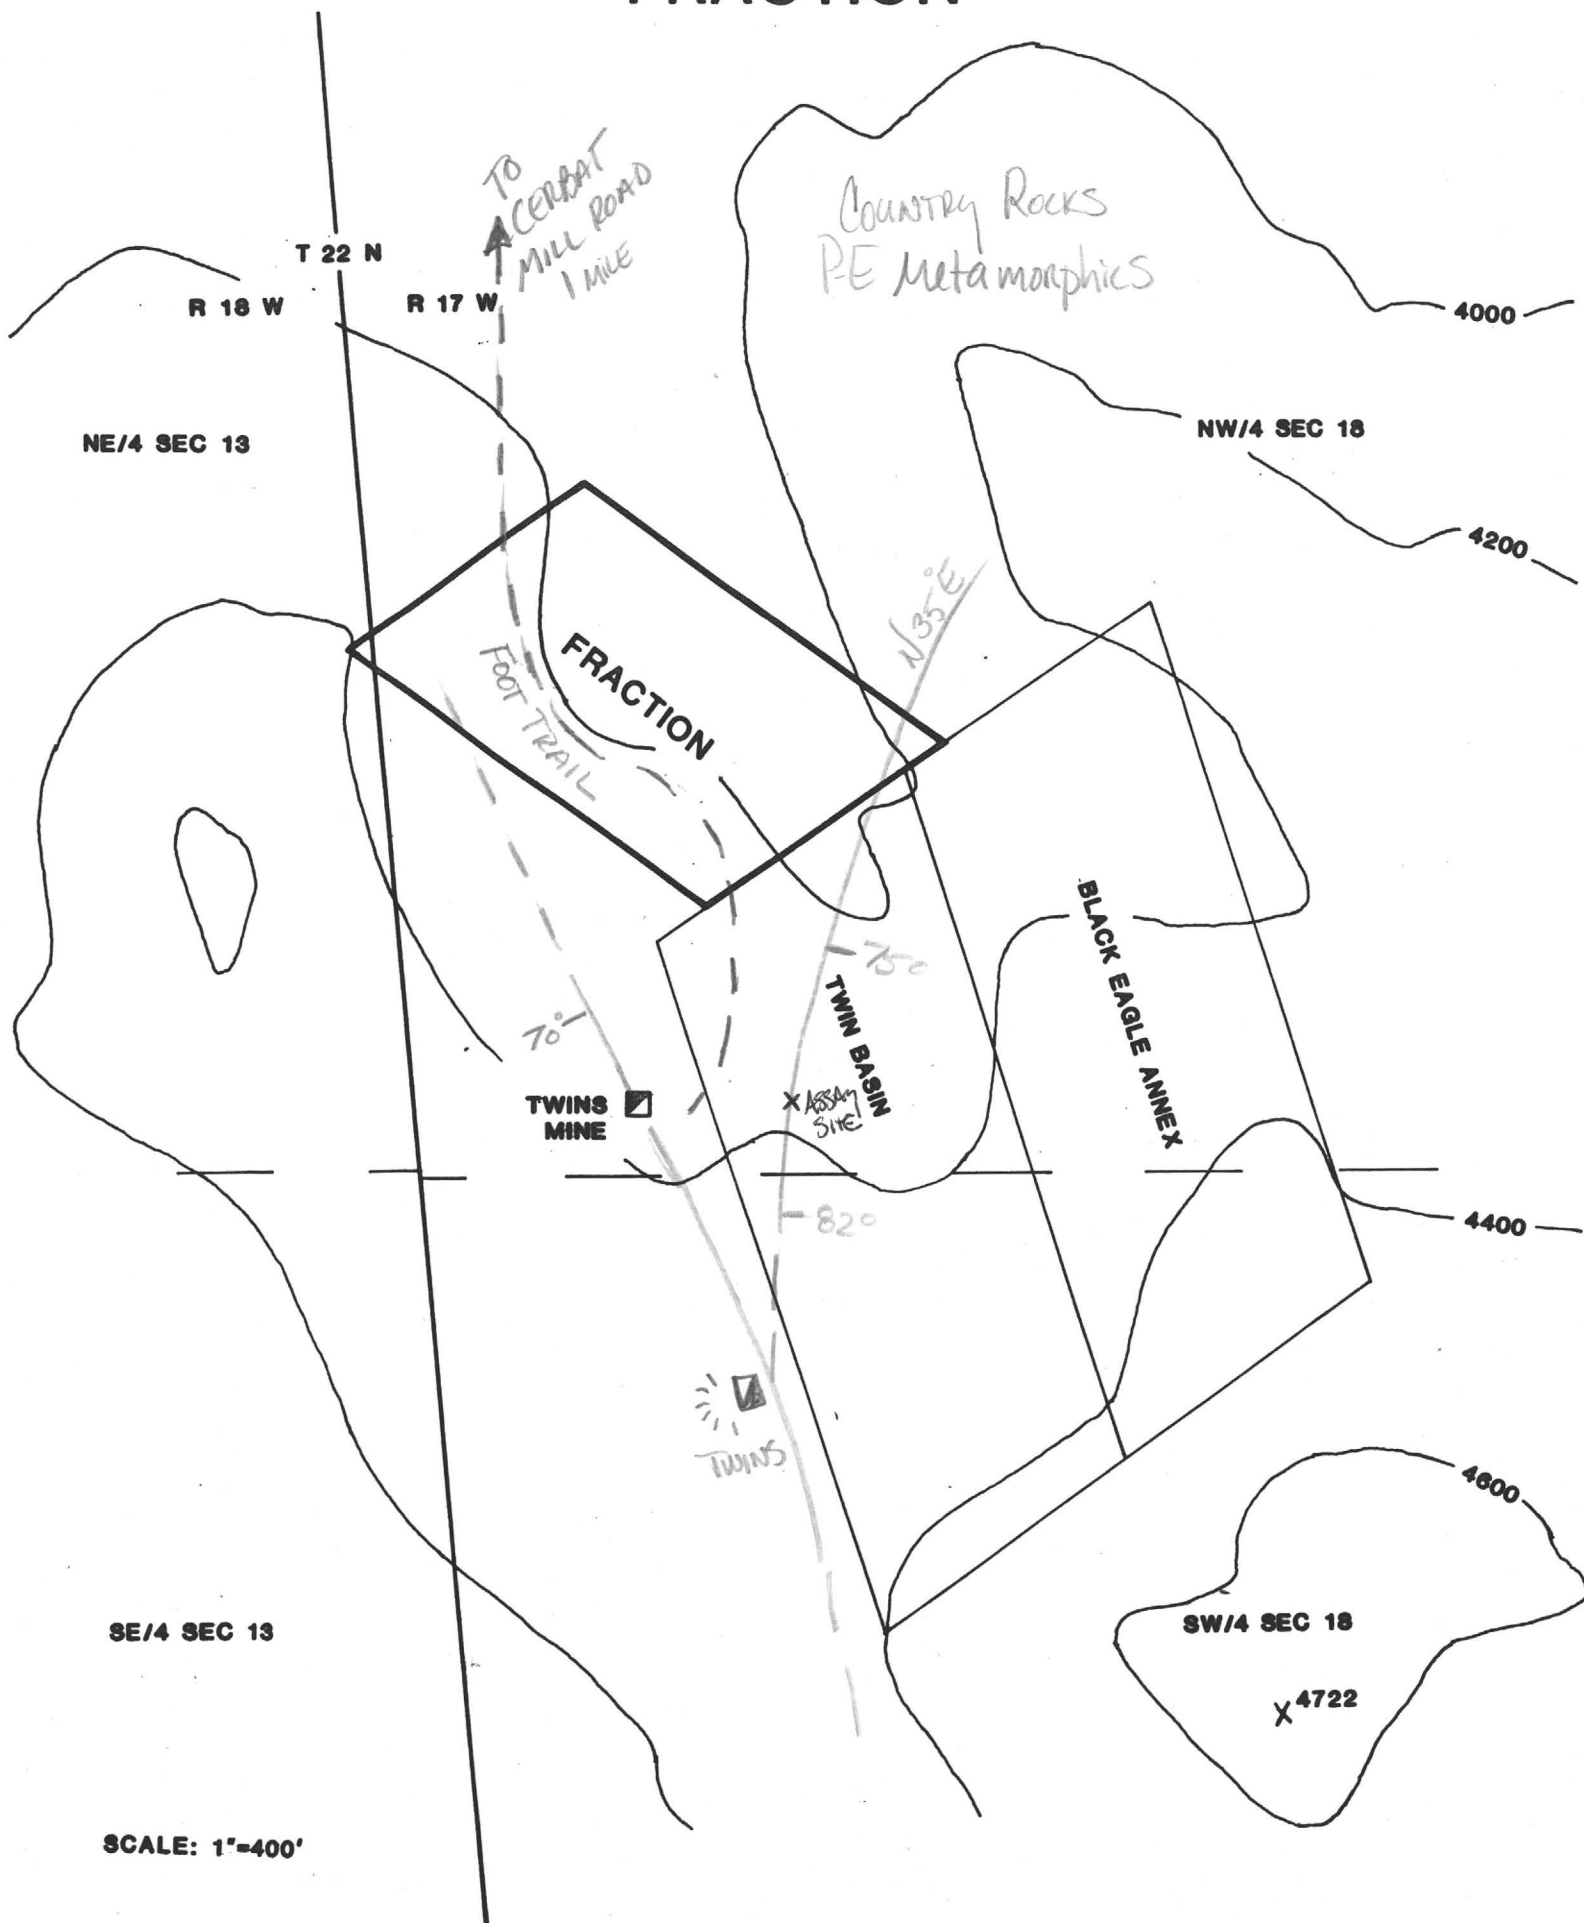 FRACTION
TO
CERBAT
MILL ROAD
1 MILE
COUNTRY ROCKS
P-E Metamorphics
T 22 N
R 18 W
R 17 W
4000
NE/4 SEC 13
NW/4 SEC 18
4200
N 35° E
FRACTION
FOOT TRAIL
75°
TWIN BASIN
BLACK EAGLE ANNEX
70°
TWINS
MINE
X ASSAY
SITE
82°
4400
TWINS
4600
SE/4 SEC 13
SW/4 SEC 18
X 4722
SCALE: 1"=400'